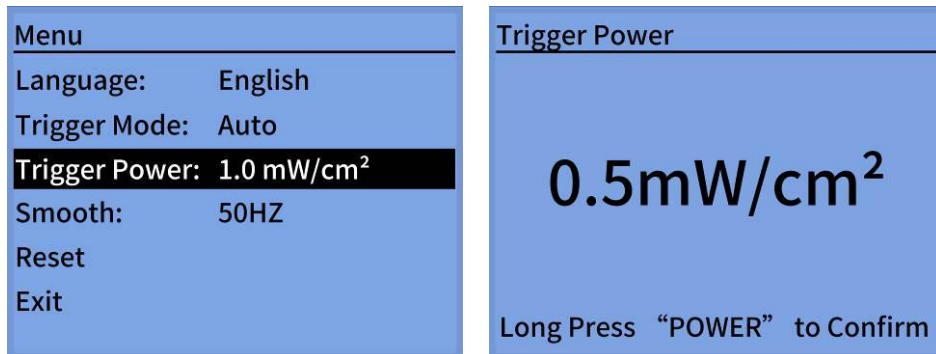 Menu
Language: English
Trigger Mode: Auto
Trigger Power: 1.0 mW/cm²
Smooth: 50HZ
Reset
Exit
Trigger Power
0.5mW/cm²
Long Press “POWER” to Confirm